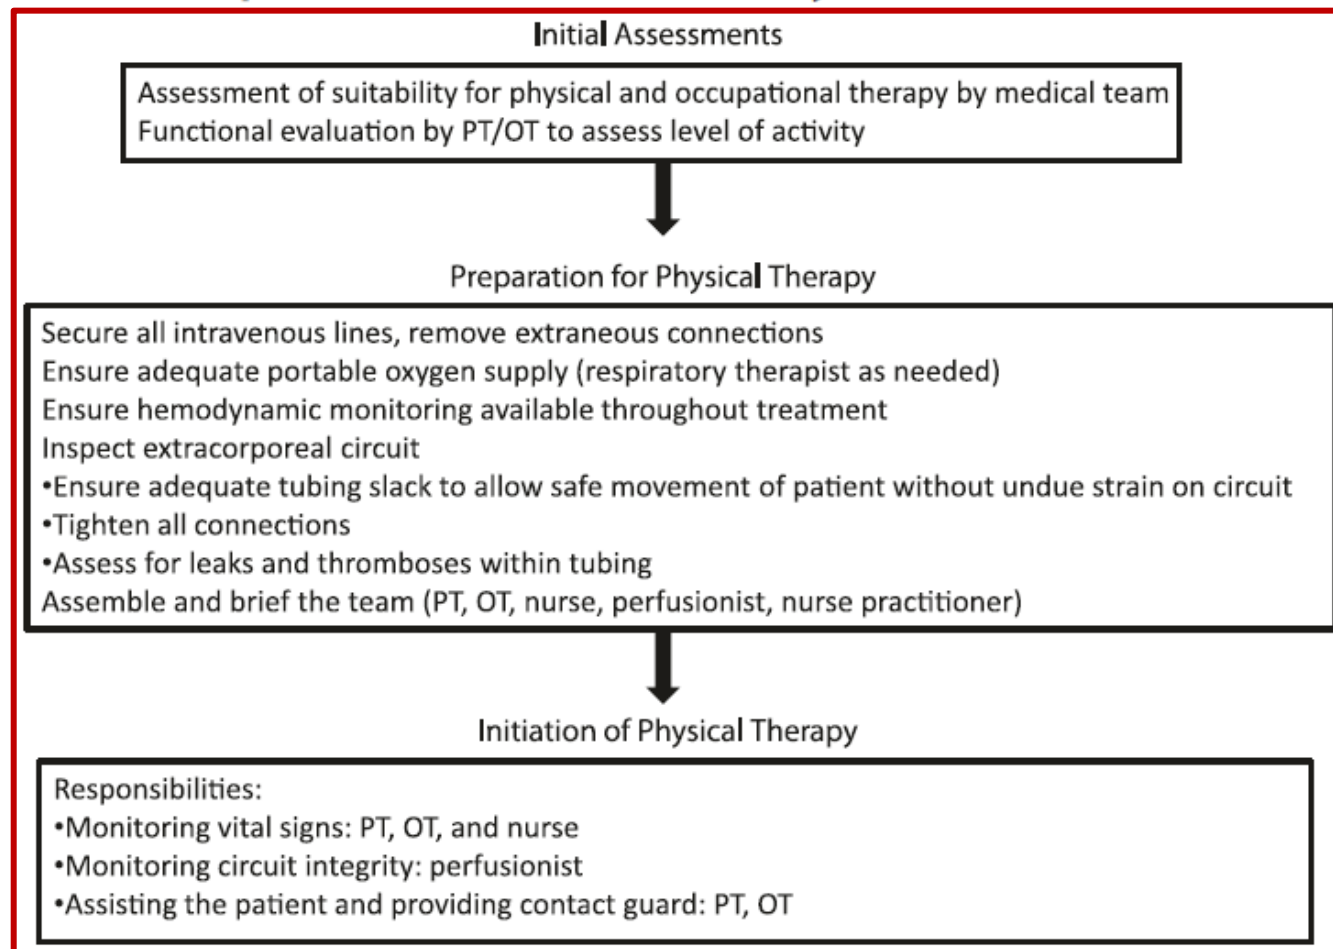 Initial Assessments
Assessment of suitability for physical and occupational therapy by medical team
Functional evaluation by PT/OT to assess level of activity
Preparation for Physical Therapy
Secure all intravenous lines, remove extraneous connections
Ensure adequate portable oxygen supply (respiratory therapist as needed)
Ensure hemodynamic monitoring available throughout treatment
Inspect extracorporeal circuit
•Ensure adequate tubing slack to allow safe movement of patient without undue strain on circuit
•Tighten all connections
•Assess for leaks and thromboses within tubing
Assemble and brief the team (PT, OT, nurse, perfusionist, nurse practitioner)
Initiation of Physical Therapy
Responsibilities:
•Monitoring vital signs: PT, OT, and nurse
•Monitoring circuit integrity: perfusionist
•Assisting the patient and providing contact guard: PT, OT